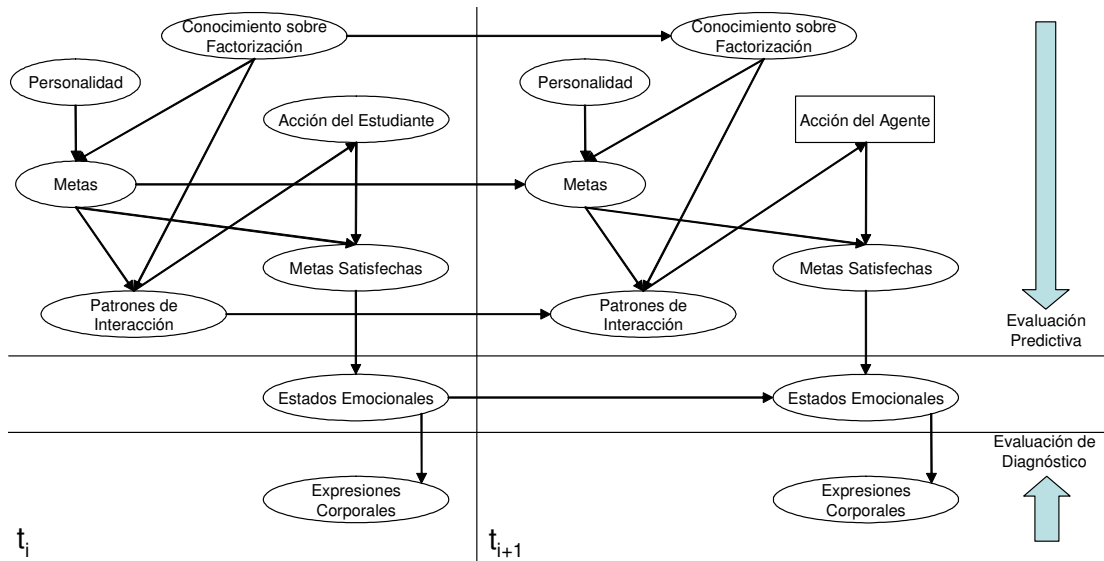 Conocimiento sobre
Factorización
Personalidad
Acción del Estudiante
Metas
Metas Satisfechas
Patrones de
Interacción
Estados Emocionales
Expresiones
Corporales
t_i
Conocimiento sobre
Factorización
Personalidad
Acción del Agente
Metas
Metas Satisfechas
Patrones de
Interacción
Estados Emocionales
Expresiones
Corporales
t_{i+1}
Evaluación
Predictiva
Evaluación de
Diagnóstico